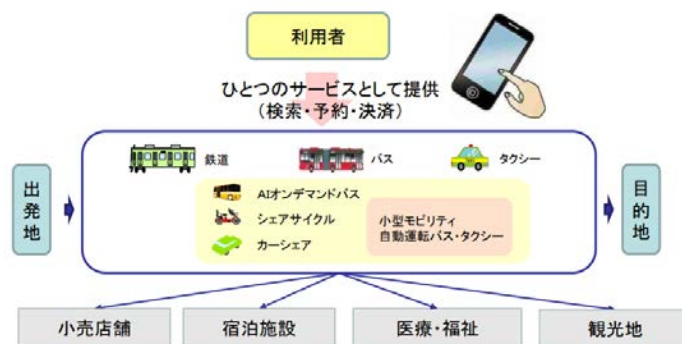 利用者
ひとつのサービスとして提供
(検索・予約・決済)
出発地
鉄道
バス
タクシー
AIオンデマンドバス
シェアサイクル
カーシェア
小型モビリティ
自動運転バス・タクシー
目的地
小売店舗
宿泊施設
医療・福祉
観光地